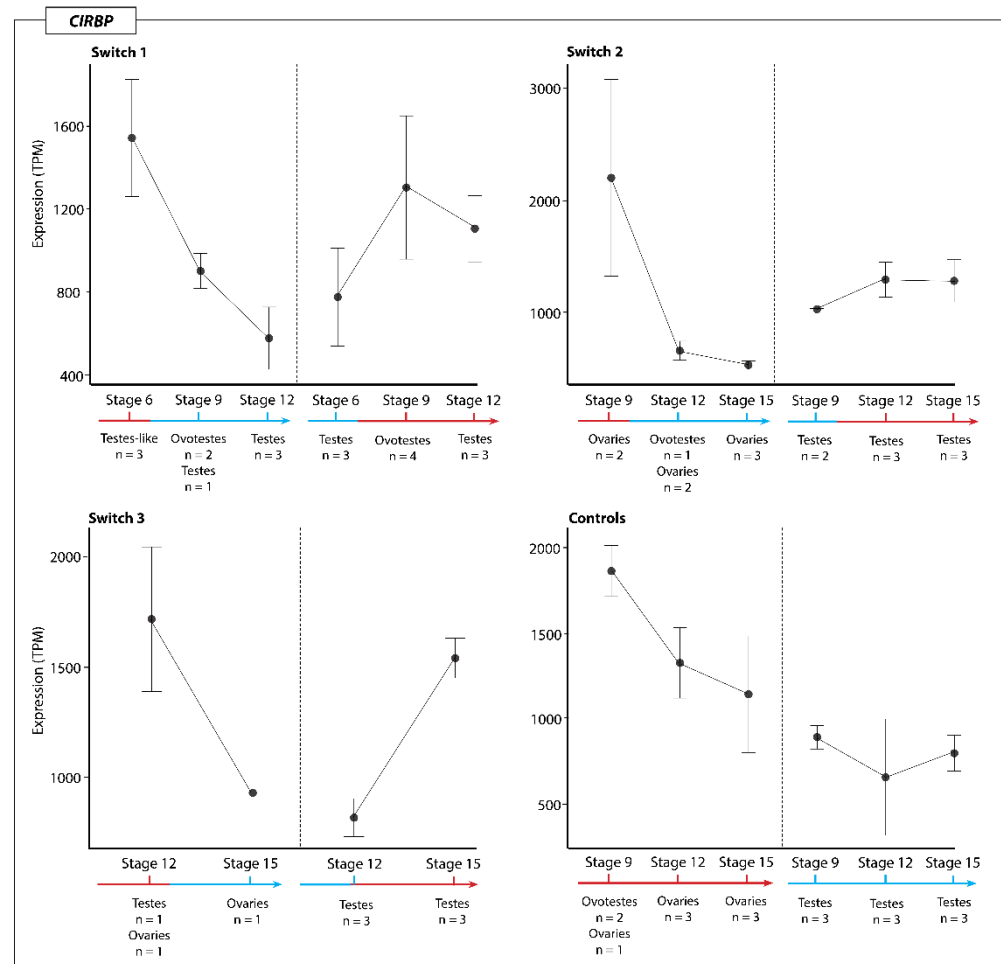 CIRBP
Switch 1
Expression (TPM)
1600
1200
800
400
Stage 6 Stage 9 Stage 12 Stage 6 Stage 9 Stage 12
Testes-like Ovotestes Testes Testes Ovotestes Testes
n = 3 n = 2 n = 3 n = 3 n = 4 n = 3
Testes
n = 1
Switch 2
3000
2000
1000
Stage 9 Stage 12 Stage 15 Stage 9 Stage 12 Stage 15
Ovaries Ovotestes Ovaries Testes Testes Testes
n = 2 n = 1 n = 3 n = 2 n = 3 n = 3
Ovaries
n = 2
Switch 3
Expression (TPM)
2000
1500
1000
Stage 12 Stage 15 Stage 12 Stage 15
Testes Ovaries Testes Testes
n = 1 n = 1 n = 3 n = 3
Ovaries
n = 1
Controls
2000
1500
1000
500
Stage 9 Stage 12 Stage 15 Stage 9 Stage 12 Stage 15
Ovotestes Ovaries Ovaries Testes Testes Testes
n = 2 n = 3 n = 3 n = 3 n = 3 n = 3
Ovaries
n = 1